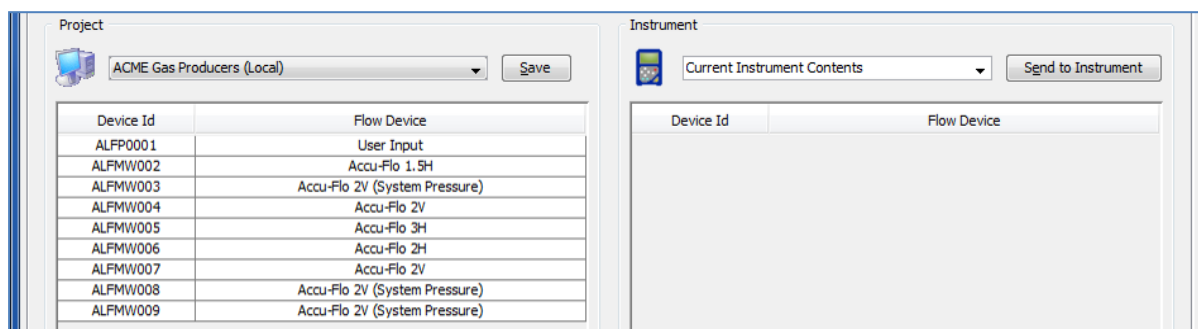 Project
ACME Gas Producers (Local)
Save
Device Id Flow Device
ALFP0001 User Input
ALFMW002 Accu-Flo 1.5H
ALFMW003 Accu-Flo 2V (System Pressure)
ALFMW004 Accu-Flo 2V
ALFMW005 Accu-Flo 3H
ALFMW006 Accu-Flo 2H
ALFMW007 Accu-Flo 2V
ALFMW008 Accu-Flo 2V (System Pressure)
ALFMW009 Accu-Flo 2V (System Pressure)
Instrument
Current Instrument Contents
Send to Instrument
Device Id Flow Device